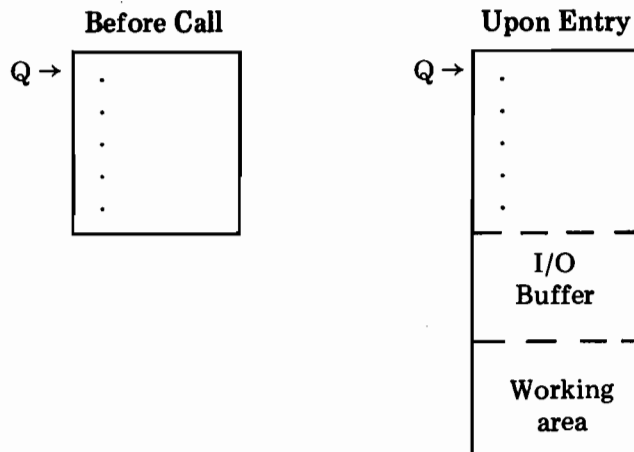 Before Call
Upon Entry
Q →
Q →
I/O
Buffer
Working
area